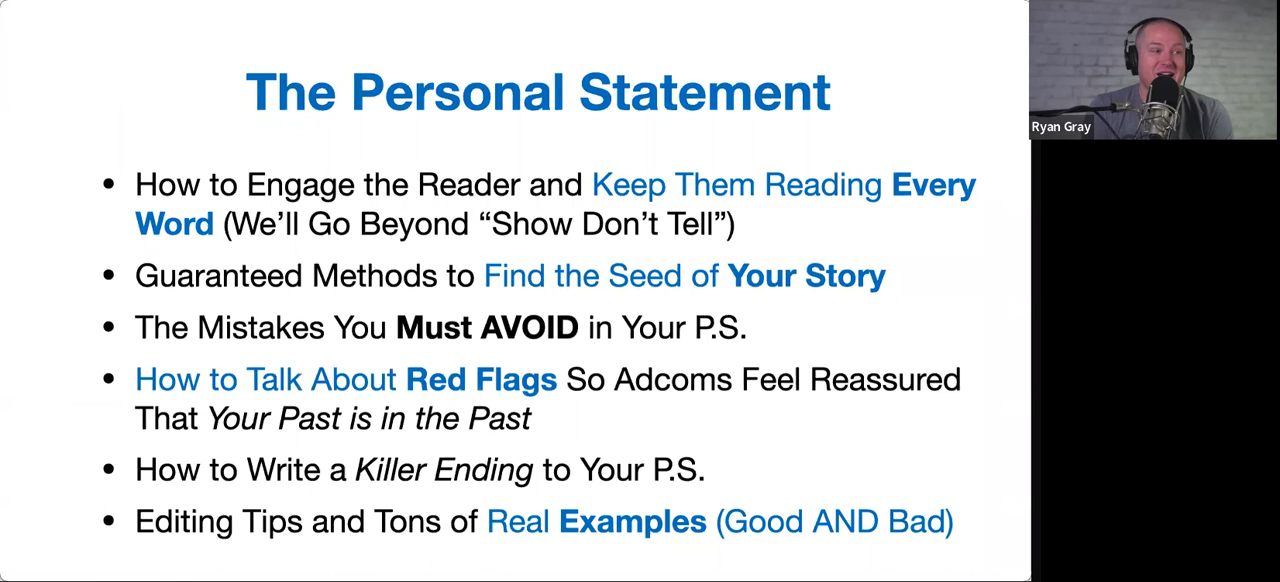 The Personal Statement
• How to Engage the Reader and Keep Them Reading Every
Word (We’ll Go Beyond “Show Don’t Tell”)
• Guaranteed Methods to Find the Seed of Your Story
• The Mistakes You Must AVOID in Your P.S.
• How to Talk About Red Flags So Adcoms Feel Reassured
That Your Past is in the Past
• How to Write a Killer Ending to Your P.S.
• Editing Tips and Tons of Real Examples (Good AND Bad)
Ryan Gray